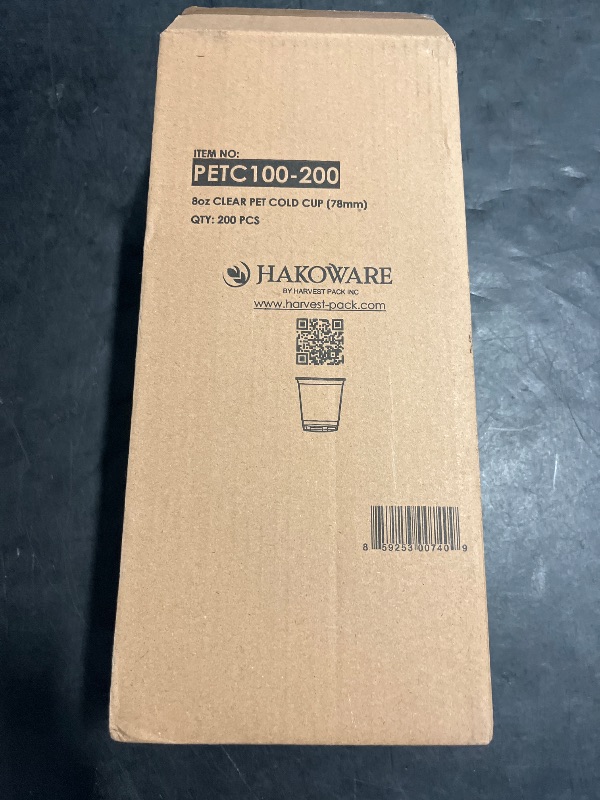 ITEM NO:
PETC100-200
8oz CLEAR PET COLD CUP (78mm)
QTY: 200 PCS
HAKOWARE
BY HARVEST PACK INC
www.harvest-pack.com
8 59253 00740 9